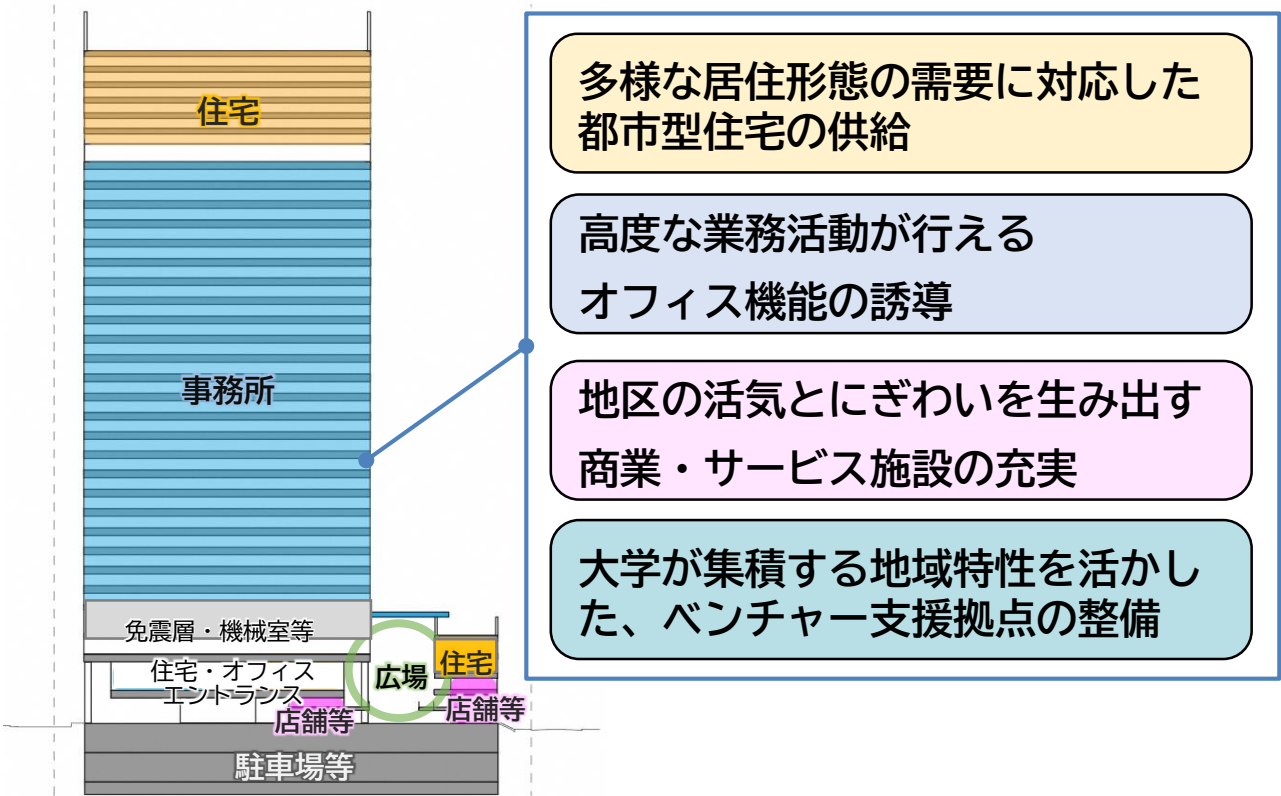 住宅
事務所
免震層・機械室等
住宅・オフィス
エントランス
店舗等
広場
住宅
店舗等
駐車場等
多様な居住形態の需要に対応した
都市型住宅の供給
高度な業務活動が行える
オフィス機能の誘導
地区の活気とにぎわいを生み出す
商業・サービス施設の充実
大学が集積する地域特性を活かし
た、ベンチャー支援拠点の整備